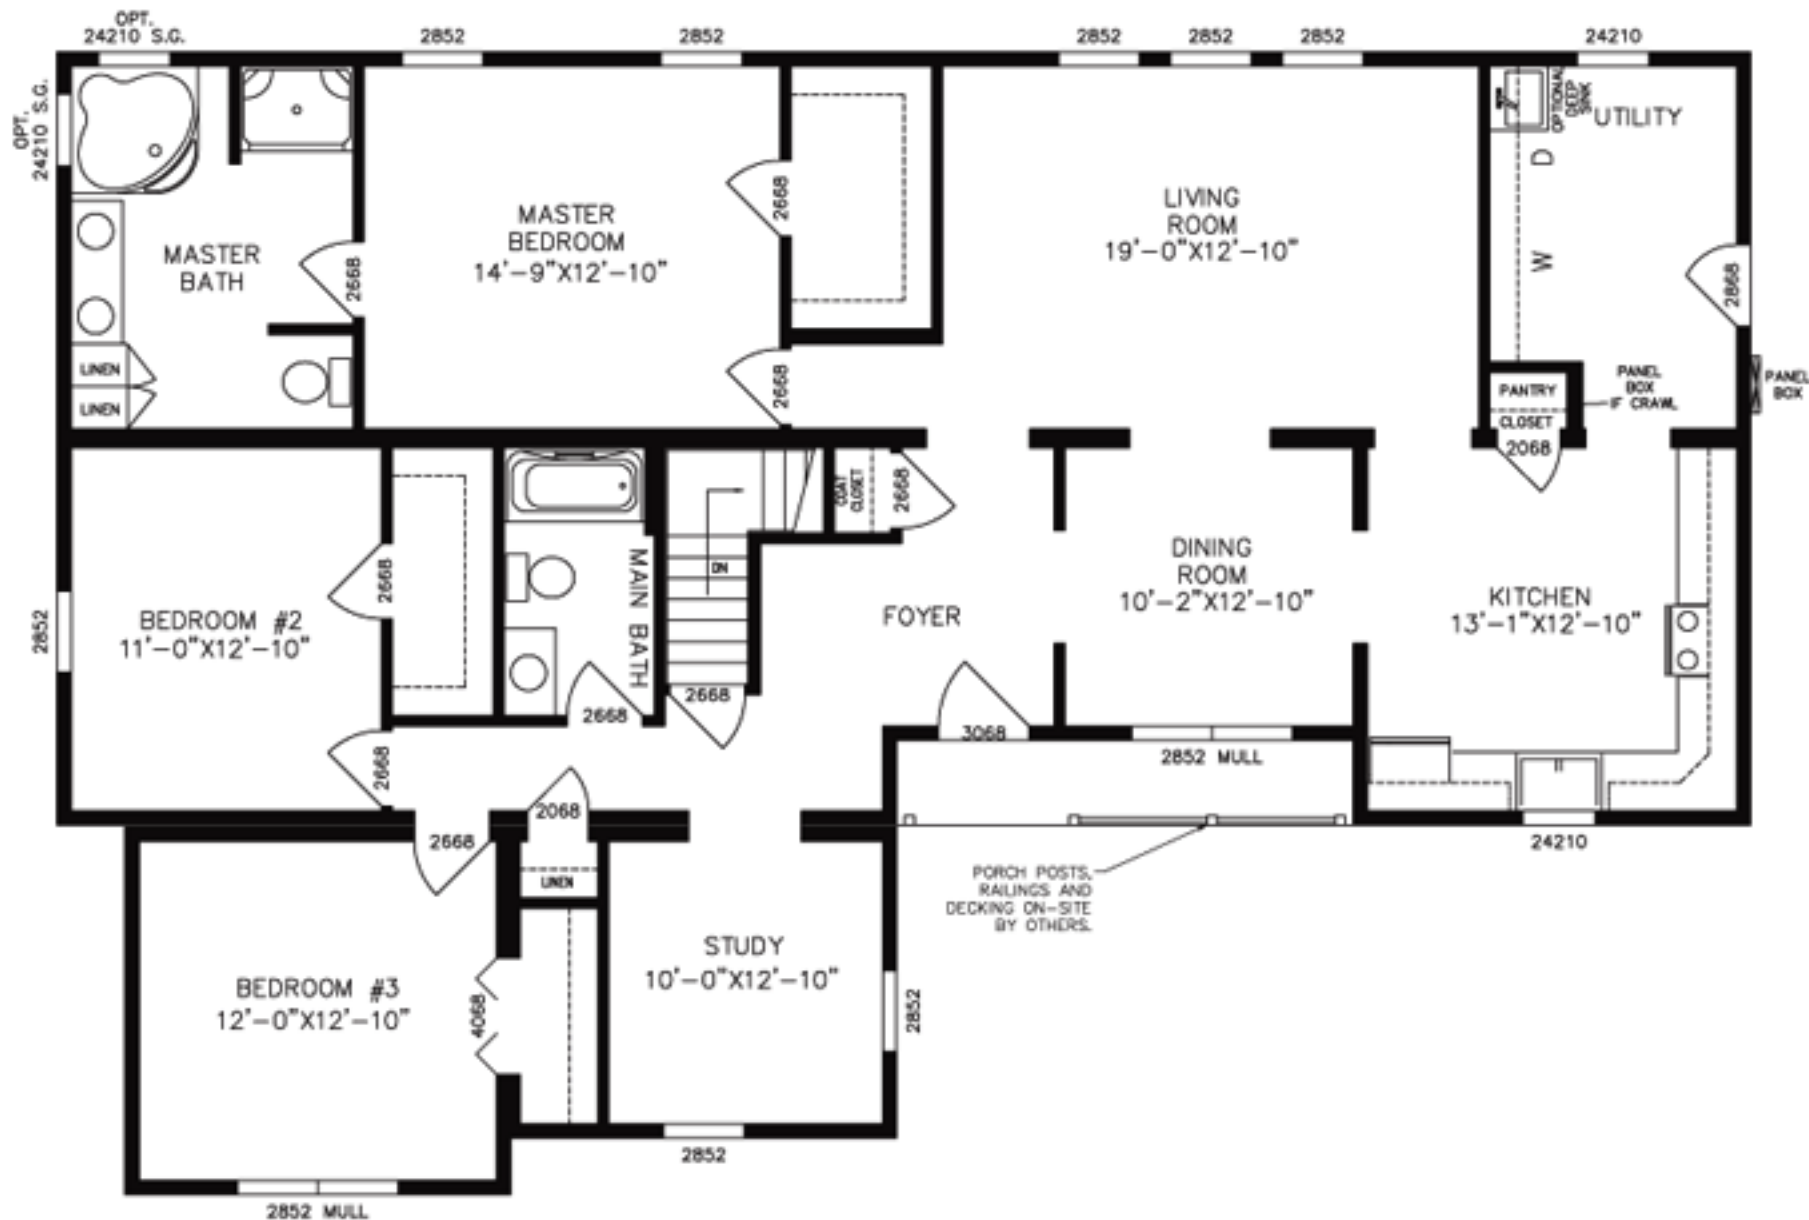 OPT.
24210 S.G.
2852
2852
2852
2852
2852
24210
OPT.
24210 S.G.
OPTIONAL
DEEP
SINK
UTILITY
D
W
MASTER
BEDROOM
14'-9"X12'-10"
2668
LIVING
ROOM
19'-0"X12'-10"
MASTER
BATH
2668
2868
LINEN
LINEN
2668
PANTRY
CLOSET
2068
PANEL
BOX
IF CRAWL
PANEL
BOX
COAT
CLOSET
2668
DN
MAIN BATH
DINING
ROOM
10'-2"X12'-10"
KITCHEN
13'-1"X12'-10"
FOYER
2668
BEDROOM #2
11'-0"X12'-10"
2852
2668
2668
2668
3068
2852 MULL
2068
2668
24210
LINEN
PORCH POSTS,
RAILINGS AND
DECKING ON-SITE
BY OTHERS.
STUDY
10'-0"X12'-10"
BEDROOM #3
12'-0"X12'-10"
4068
2852
2852
2852 MULL